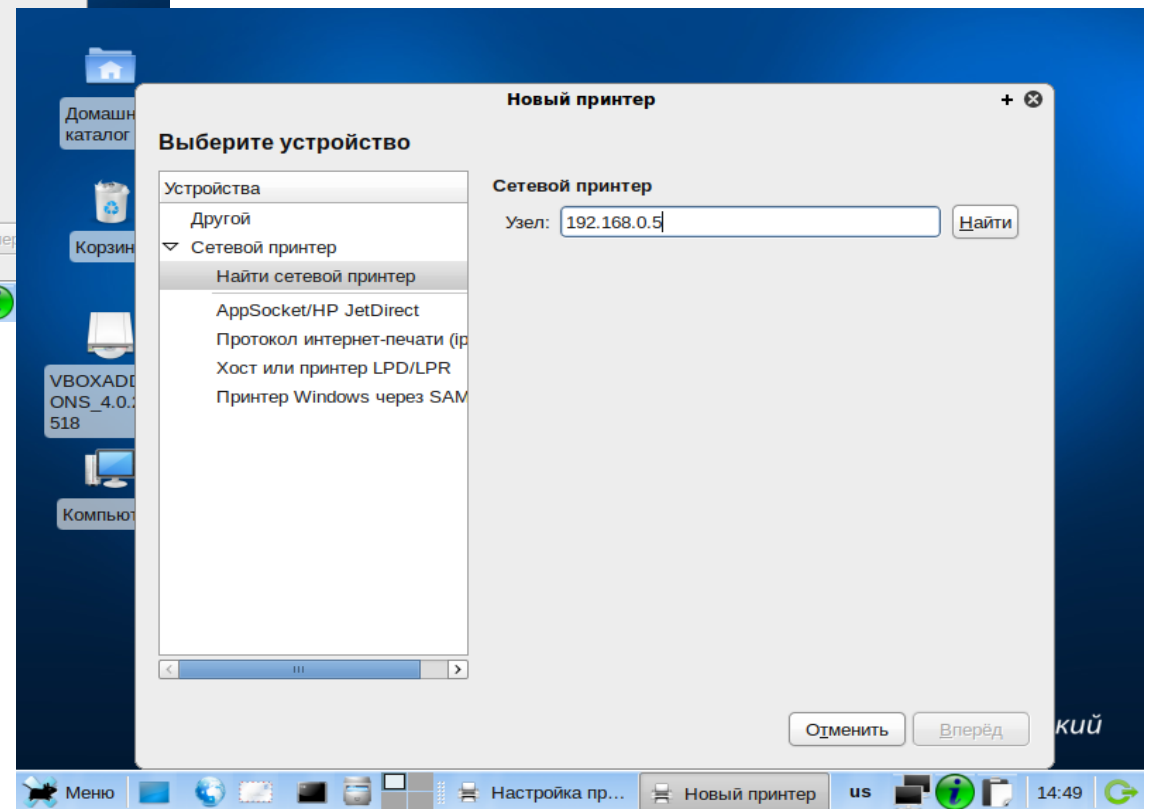 Новый принтер
Выберите устройство
Устройства
Другой
Сетевой принтер
Найти сетевой принтер
AppSocket/HP JetDirect
Протокол интернет-печати (ip
Хост или принтер LPD/LPR
Принтер Windows через SAM
Сетевой принтер
Узел: 192.168.0.5 Найти
Отменить Вперёд
Домашн
каталог
Корзин
VBOXADD
ONS_4.0.
518
Компьют
кий
Меню Настройка пр... Новый принтер us 14:49